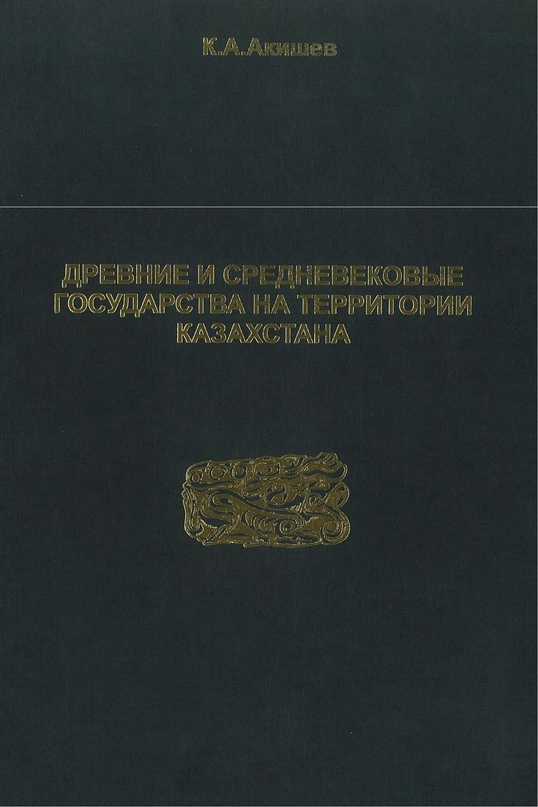 К.А.Акишев
ДРЕВНИЕ И СРЕДНЕВЕКОВЫЕ
ГОСУДАРСТВА НА ТЕРРИТОРИИ
КАЗАХСТАНА